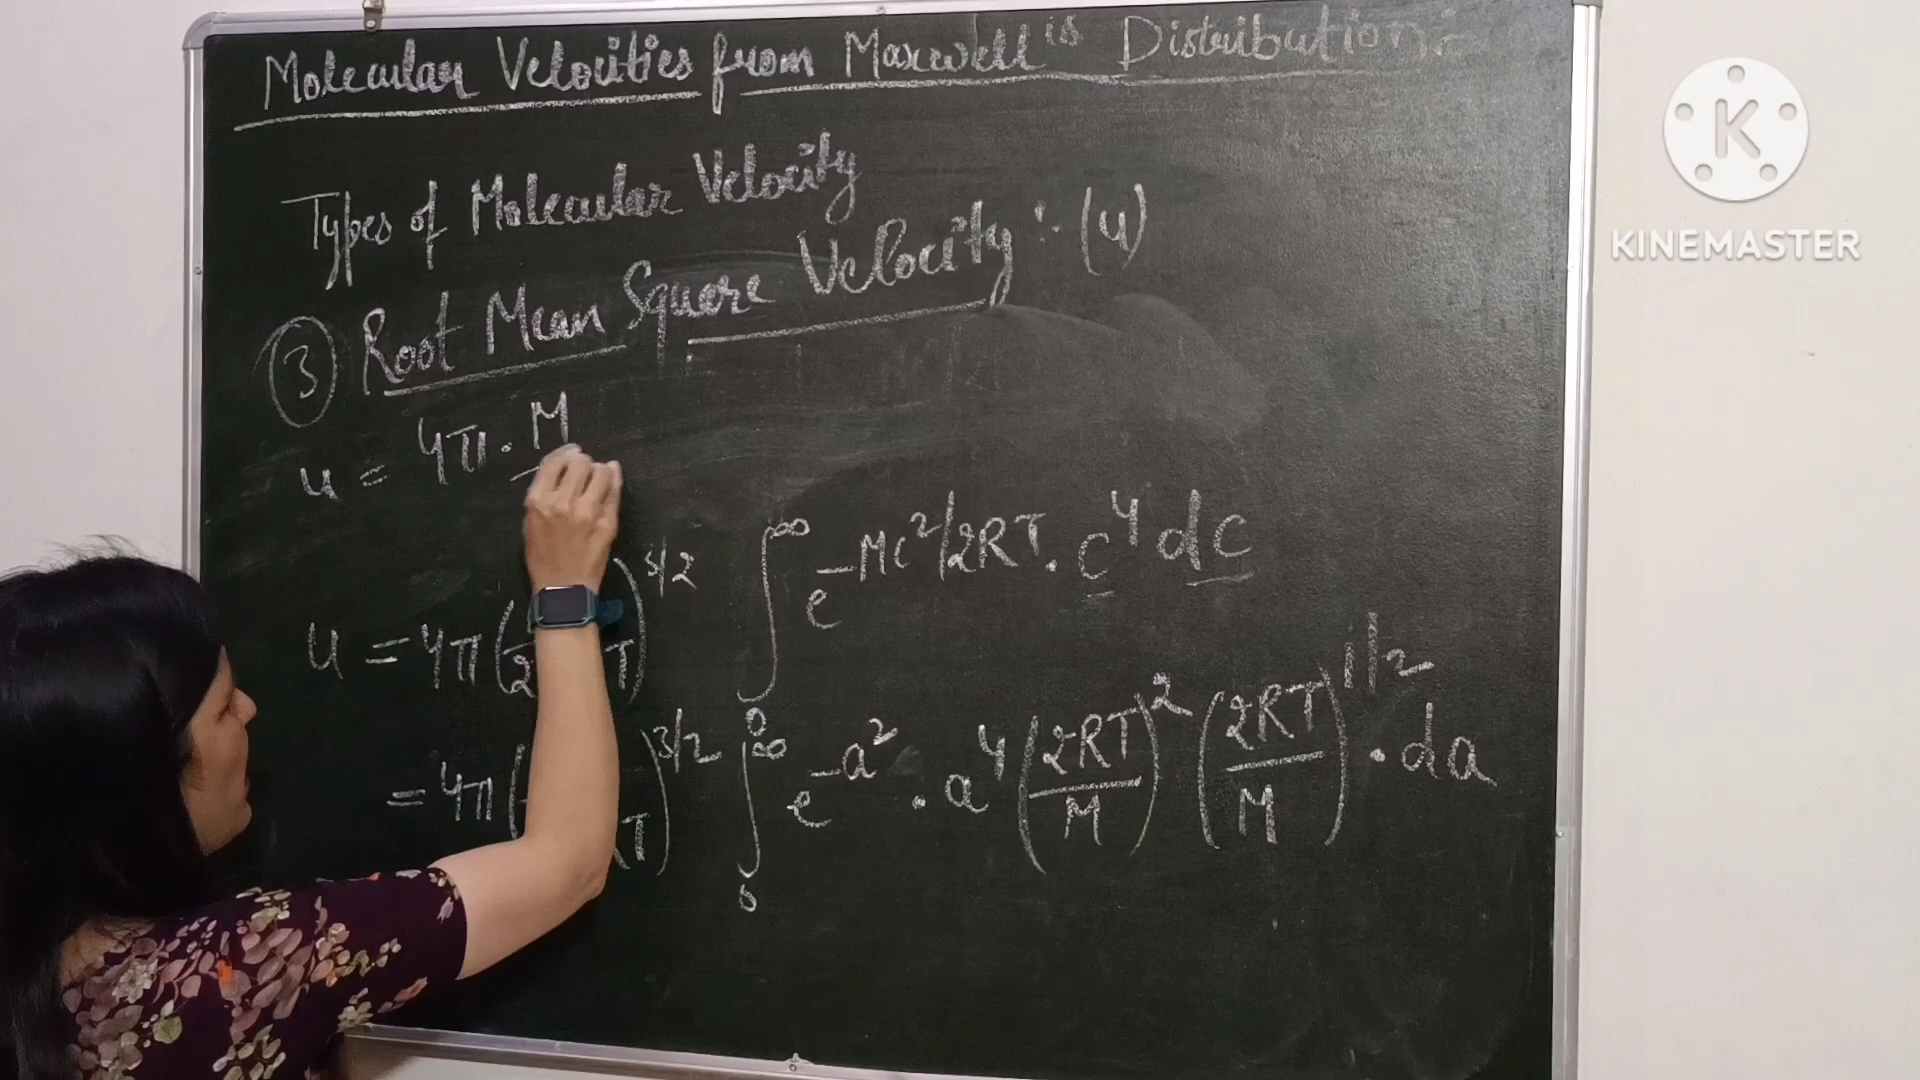 Molecular Velocities from Maxwell's Distribution:-
Types of Molecular Velocity
③ Root Mean Square Velocity :- (u)
u = 4π . M
u = 4π(2 T)^3/2 ∫₀^∞ e^-MC²/2RT . C⁴ dC
= 4π( T)^3/2 ∫₀^∞ e^-a² . a⁴ (2RT/M)² (2RT/M)^1/2 . da
K
KINEMASTER